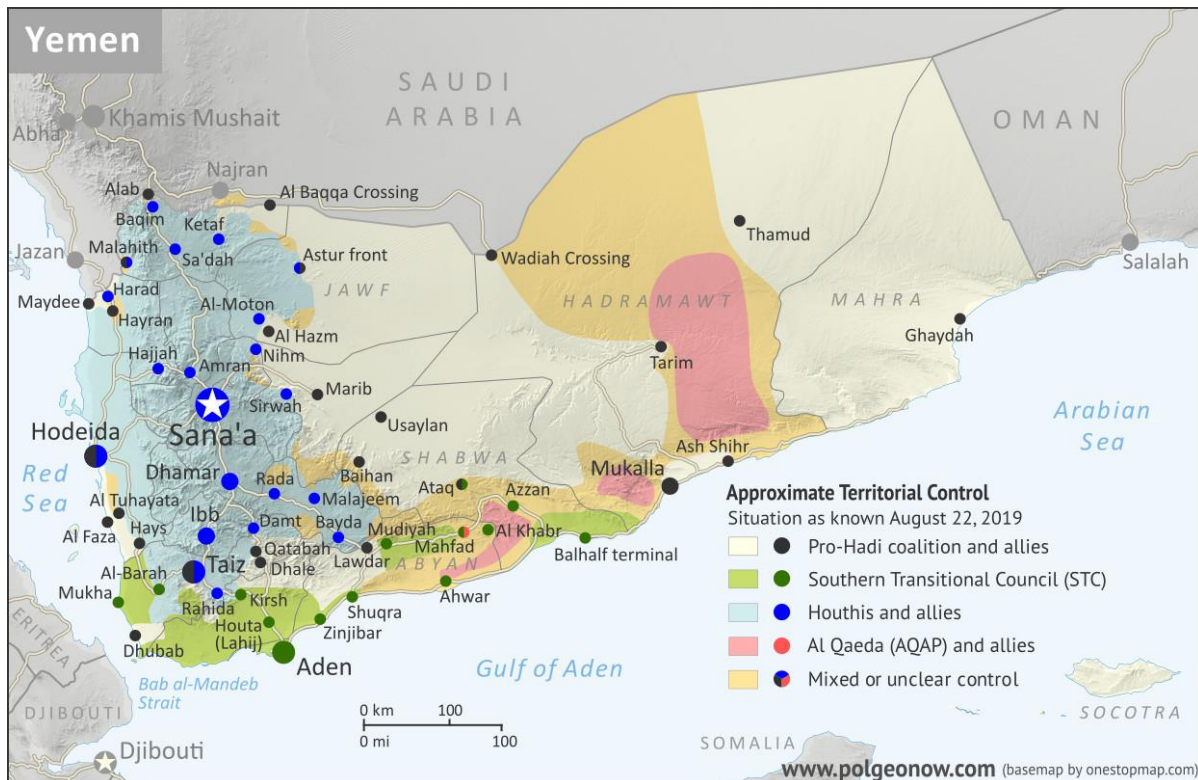 Yemen
SAUDI
ARABIA
OMAN
Khamis Mushait
Abha
Najran
Alab
Al Baqqa Crossing
Baqim
Ketaf
Malahith
Sa'dah
Astur front
Wadiah Crossing
Thamud
Jazan
Salalah
Harad
JAWF
Maydee
Hayran
Al-Moton
HADRAMAWT
MAHRA
Al Hazm
Ghaydah
Nihm
Hajjah
Amran
Tarim
Marib
Sirwah
Sana'a
Usaylan
Arabian
Sea
Hodeida
Ash Shihr
Red
Sea
SHABWA
Mukalla
Dhamar
Rada
Baihan
Ataq
Azzan
Malajeem
Al Tuhayta
Ibb
Damt
Bayda
Mudiyah
Al Khabr
Al Faza
Hays
Mahfad
Qatabah
Lawdar
ABYAN
Balhalf terminal
Dhale
Al-Barah
Taiz
Mukha
Ahwar
Rahida
Kirsh
Shuqra
Houta
(Lahij)
Zinjibar
Dhubab
Aden
ERITREA
Gulf of Aden
Bab al-Mandeb
Strait
DJIBOUTI
Djibouti
0 km 100
0 mi 100
Approximate Territorial Control
Situation as known August 22, 2019
Pro-Hadi coalition and allies
Southern Transitional Council (STC)
Houthis and allies
Al Qaeda (AQAP) and allies
Mixed or unclear control
SOCOTRA
SOMALIA
www.polgeonow.com (basemap by onestopmap.com)